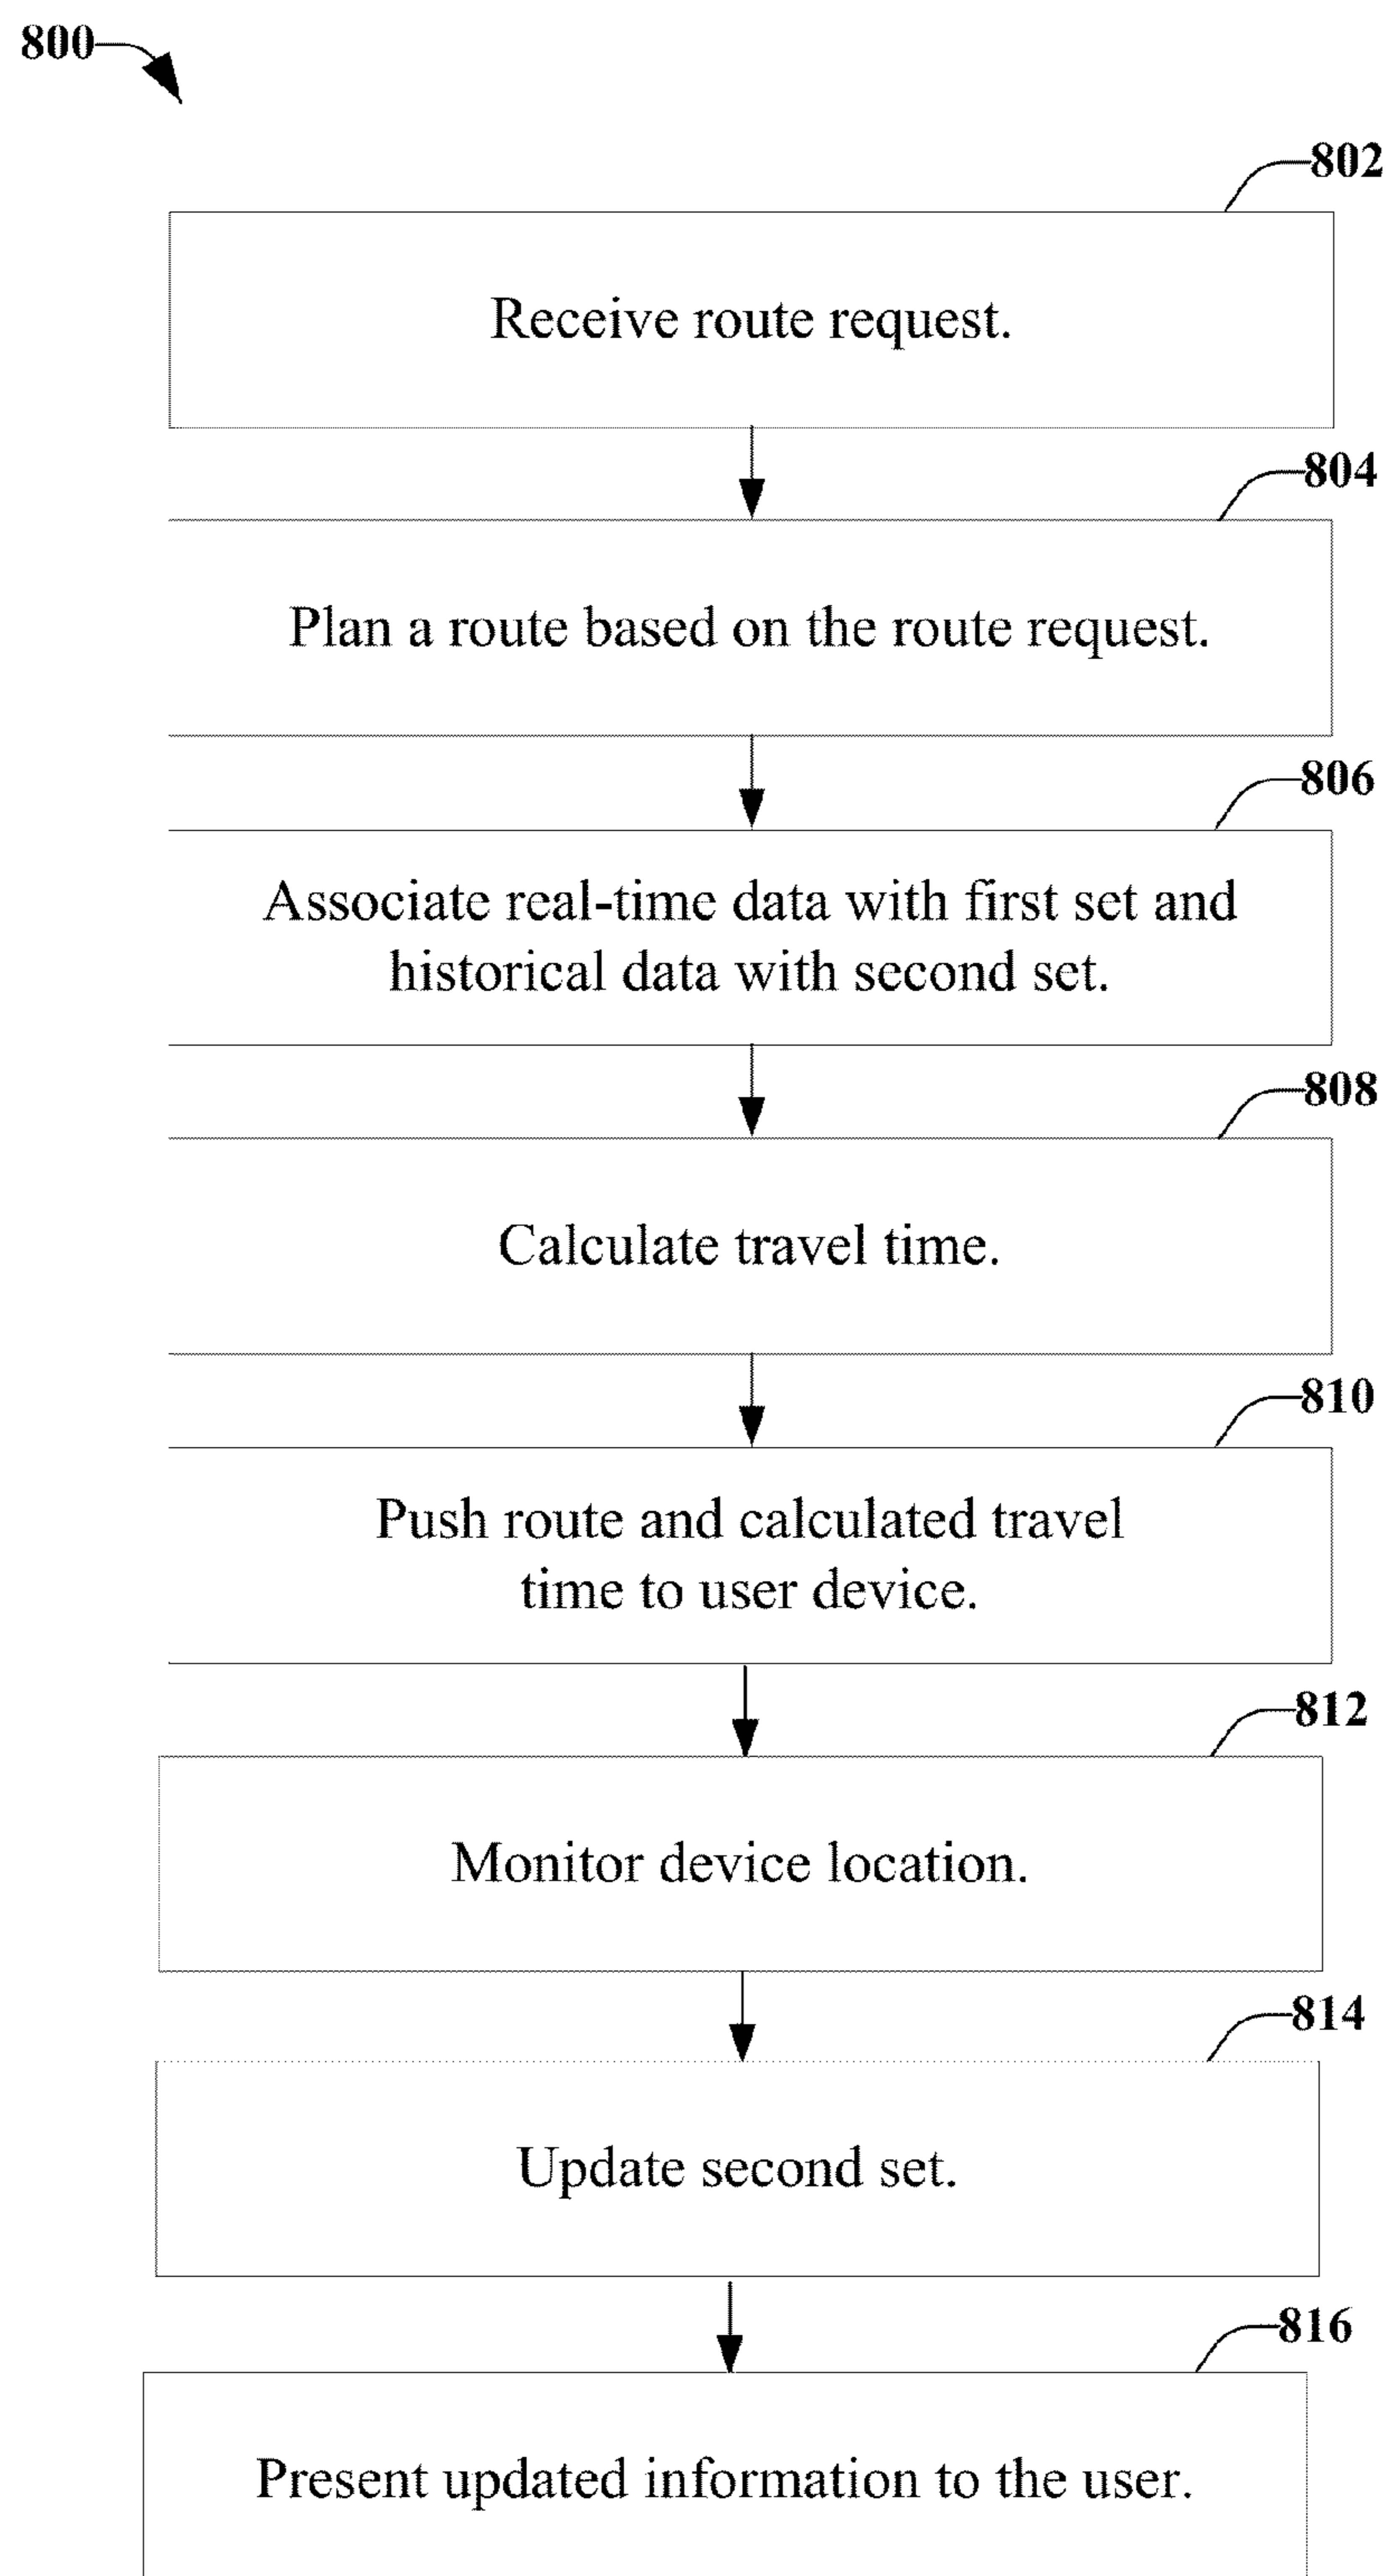 800
802
Receive route request.
804
Plan a route based on the route request.
806
Associate real-time data with first set and
historical data with second set.
808
Calculate travel time.
810
Push route and calculated travel
time to user device.
812
Monitor device location.
814
Update second set.
816
Present updated information to the user.